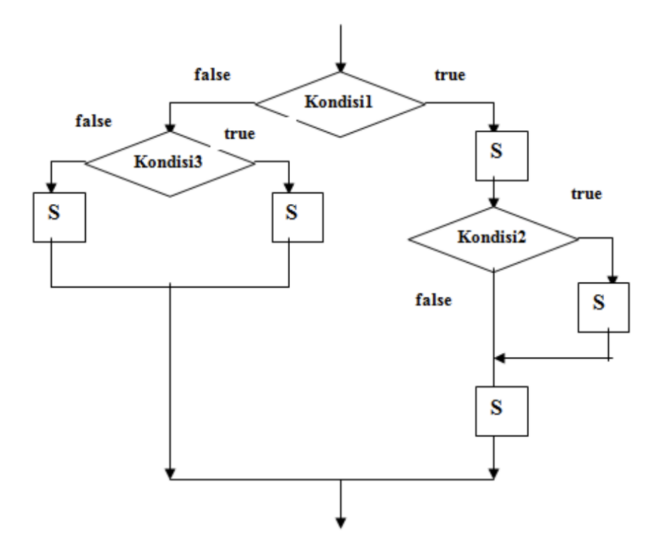 false
true
Kondisi1
false
true
Kondisi3
S
true
S
S
Kondisi2
false
S
S